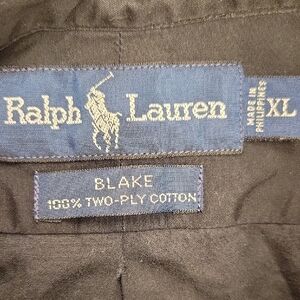 Ralph Lauren
MADE IN
PHILIPPINES
XL
BLAKE
100% TWO-PLY COTTON